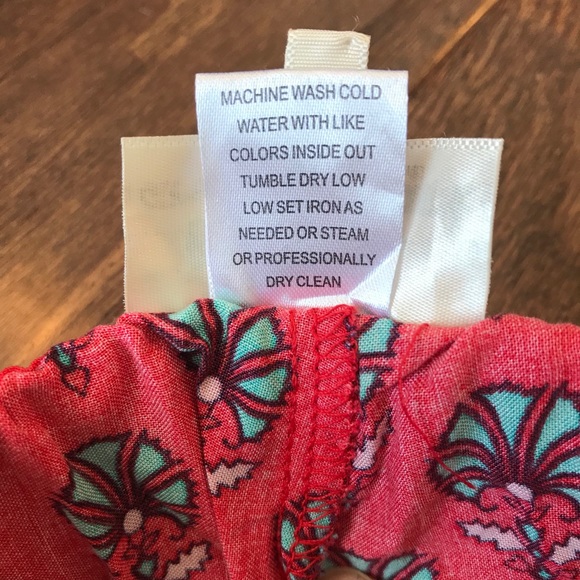 MACHINE WASH COLD
WATER WITH LIKE
COLORS INSIDE OUT
TUMBLE DRY LOW
LOW SET IRON AS
NEEDED OR STEAM
OR PROFESSIONALLY
DRY CLEAN